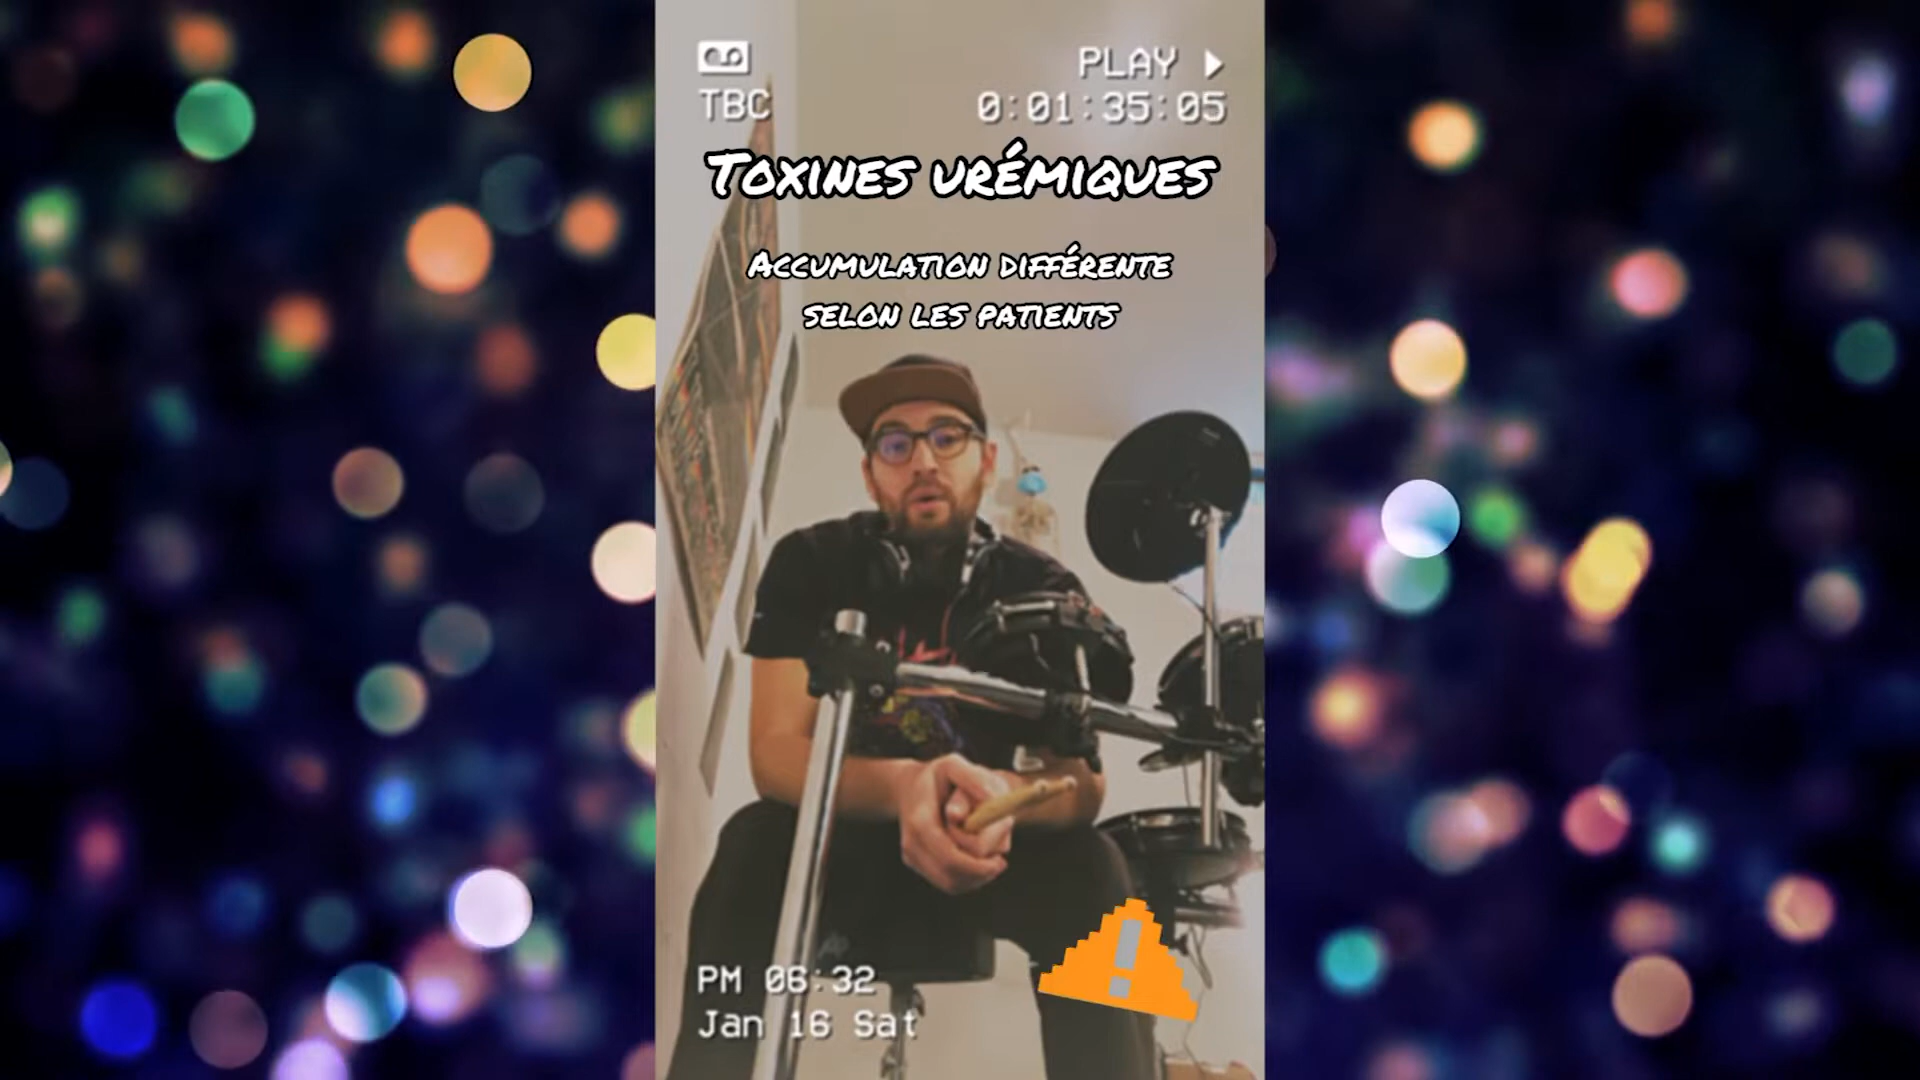 TBC
PLAY
0:01:35:05
TOXINES URÉMIQUES
ACCUMULATION DIFFÉRENTE
SELON LES PATIENTS
PM 06:32
Jan 16 Sat